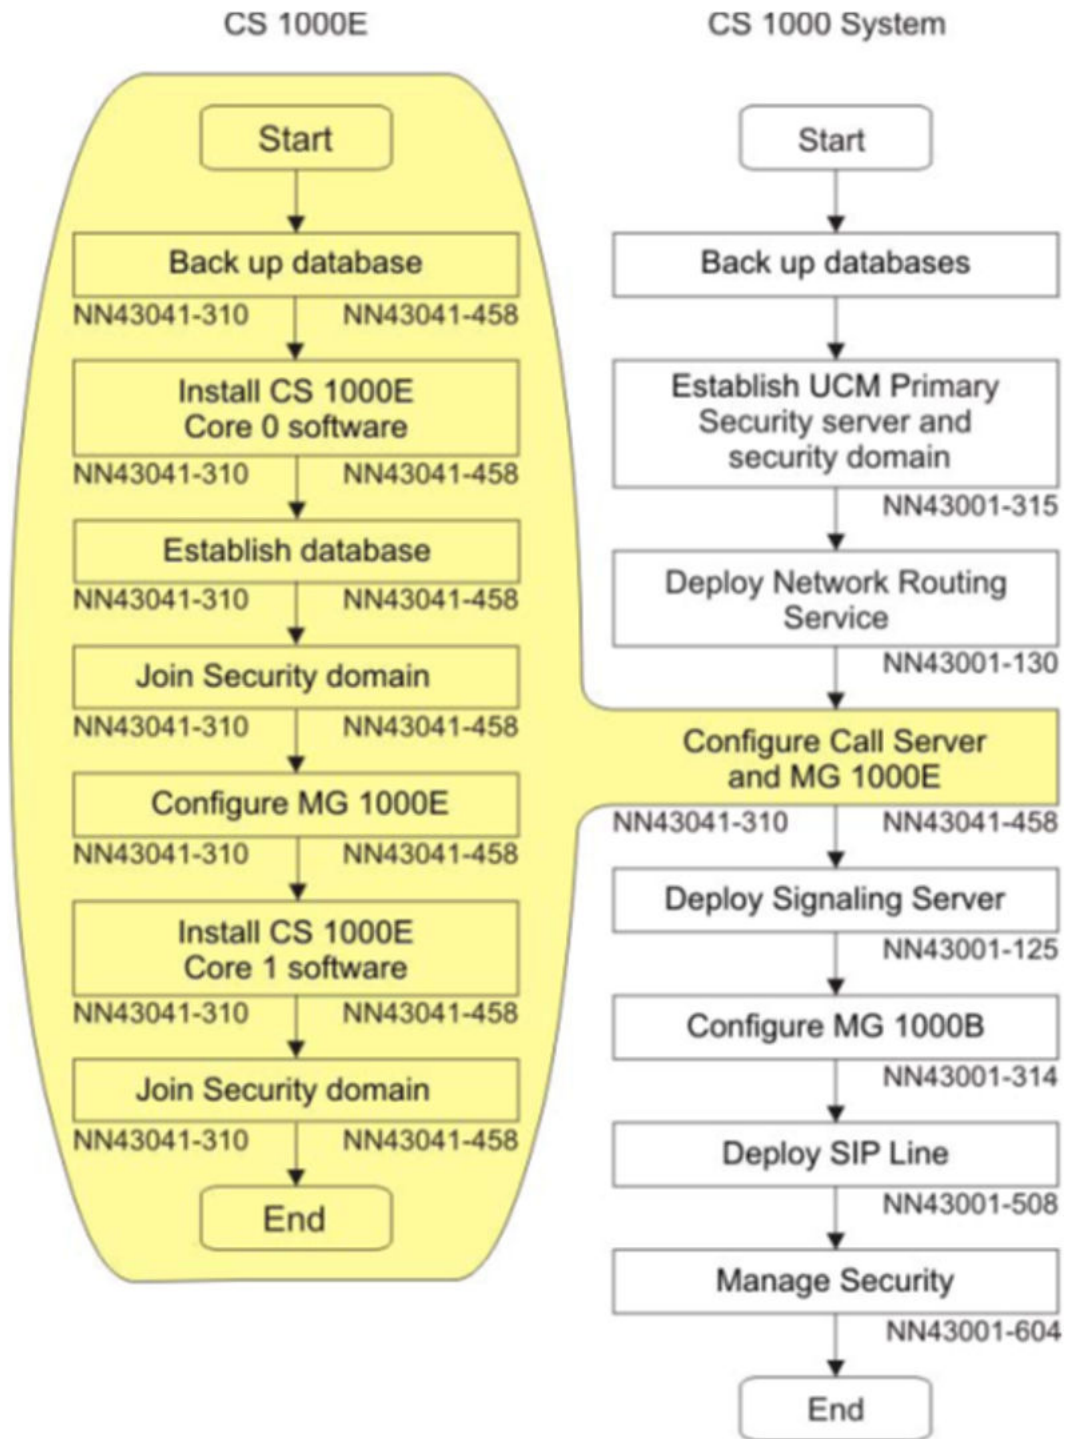 CS 1000E
Start
Back up database
NN43041-310 NN43041-458
Install CS 1000E
Core 0 software
NN43041-310 NN43041-458
Establish database
NN43041-310 NN43041-458
Join Security domain
NN43041-310 NN43041-458
Configure MG 1000E
NN43041-310 NN43041-458
Install CS 1000E
Core 1 software
NN43041-310 NN43041-458
Join Security domain
NN43041-310 NN43041-458
End
CS 1000 System
Start
Back up databases
Establish UCM Primary
Security server and
security domain
NN43001-315
Deploy Network Routing
Service
NN43001-130
Configure Call Server
and MG 1000E
NN43041-310 NN43041-458
Deploy Signaling Server
NN43001-125
Configure MG 1000B
NN43001-314
Deploy SIP Line
NN43001-508
Manage Security
NN43001-604
End